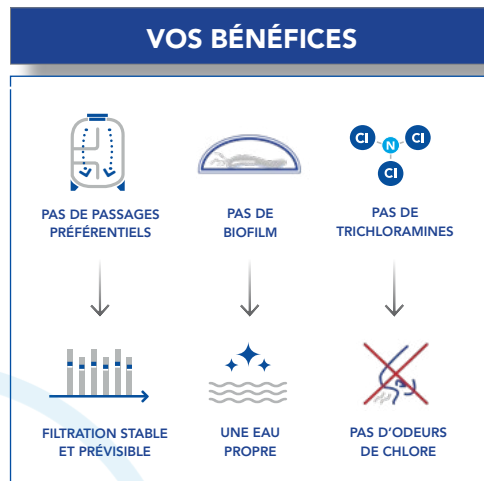 VOS BÉNÉFICES
PAS DE PASSAGES
PRÉFÉRENTIELS
PAS DE
BIOFILM
Cl N Cl
Cl
PAS DE
TRICHLORAMINES
FILTRATION STABLE
ET PRÉVISIBLE
UNE EAU
PROPRE
PAS D'ODEURS
DE CHLORE